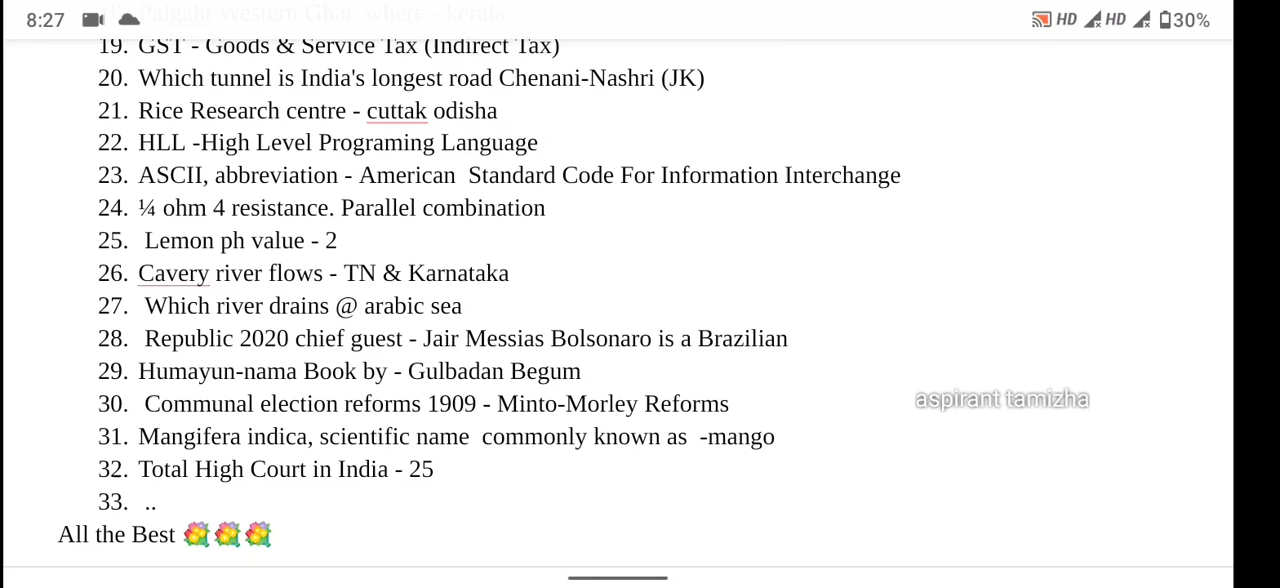 8:27 HD HD 30%
Palgaht Western Ghat where - kerala
19. GST - Goods & Service Tax (Indirect Tax)
20. Which tunnel is India's longest road Chenani-Nashri (JK)
21. Rice Research centre - cuttak odisha
22. HLL -High Level Programing Language
23. ASCII, abbreviation - American Standard Code For Information Interchange
24. ¼ ohm 4 resistance. Parallel combination
25. Lemon ph value - 2
26. Cavery river flows - TN & Karnataka
27. Which river drains @ arabic sea
28. Republic 2020 chief guest - Jair Messias Bolsonaro is a Brazilian
29. Humayun-nama Book by - Gulbadan Begum
aspirant tamizha
30. Communal election reforms 1909 - Minto-Morley Reforms
31. Mangifera indica, scientific name commonly known as -mango
32. Total High Court in India - 25
33. ..
All the Best 💐💐💐